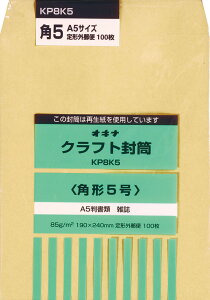 KP8K5
角5 A5サイズ
定形外郵便 100枚
この封筒は再生紙を使用しています
オキナ
クラフト封筒
KP8K5
〈角形5号〉
A5判書類 雑誌
85g/m² 190×240mm 定形外郵便100枚